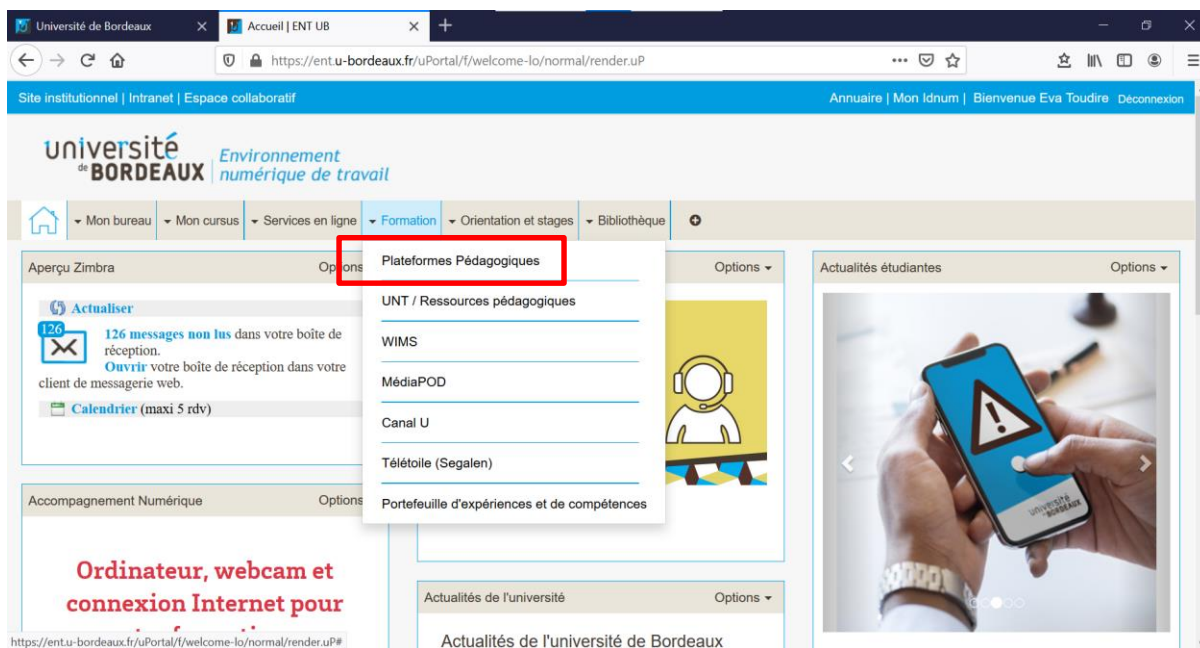 Université de Bordeaux
Accueil | ENT UB
https://ent.u-bordeaux.fr/uPortal/f/welcome-lo/normal/render.uP
Site institutionnel | Intranet | Espace collaboratif
Annuaire | Mon Idnum | Bienvenue Eva Toudire Déconnexion
université
de BORDEAUX
Environnement
numérique de travail
Mon bureau
Mon cursus
Services en ligne
Formation
Orientation et stages
Bibliothèque
Plateformes Pédagogiques
UNT / Ressources pédagogiques
WIMS
MédiaPOD
Canal U
Télétoile (Segalen)
Portefeuille d'expériences et de compétences
Aperçu Zimbra
Options
Actualiser
126
126 messages non lus dans votre boîte de
réception.
Ouvrir votre boîte de réception dans votre
client de messagerie web.
Calendrier (maxi 5 rdv)
Accompagnement Numérique
Options
Ordinateur, webcam et
connexion Internet pour
https://ent.u-bordeaux.fr/uPortal/f/welcome-lo/normal/render.uP#
Options
Actualités de l'université
Options
Actualités de l'université de Bordeaux
Actualités étudiantes
Options
université
de BORDEAUX